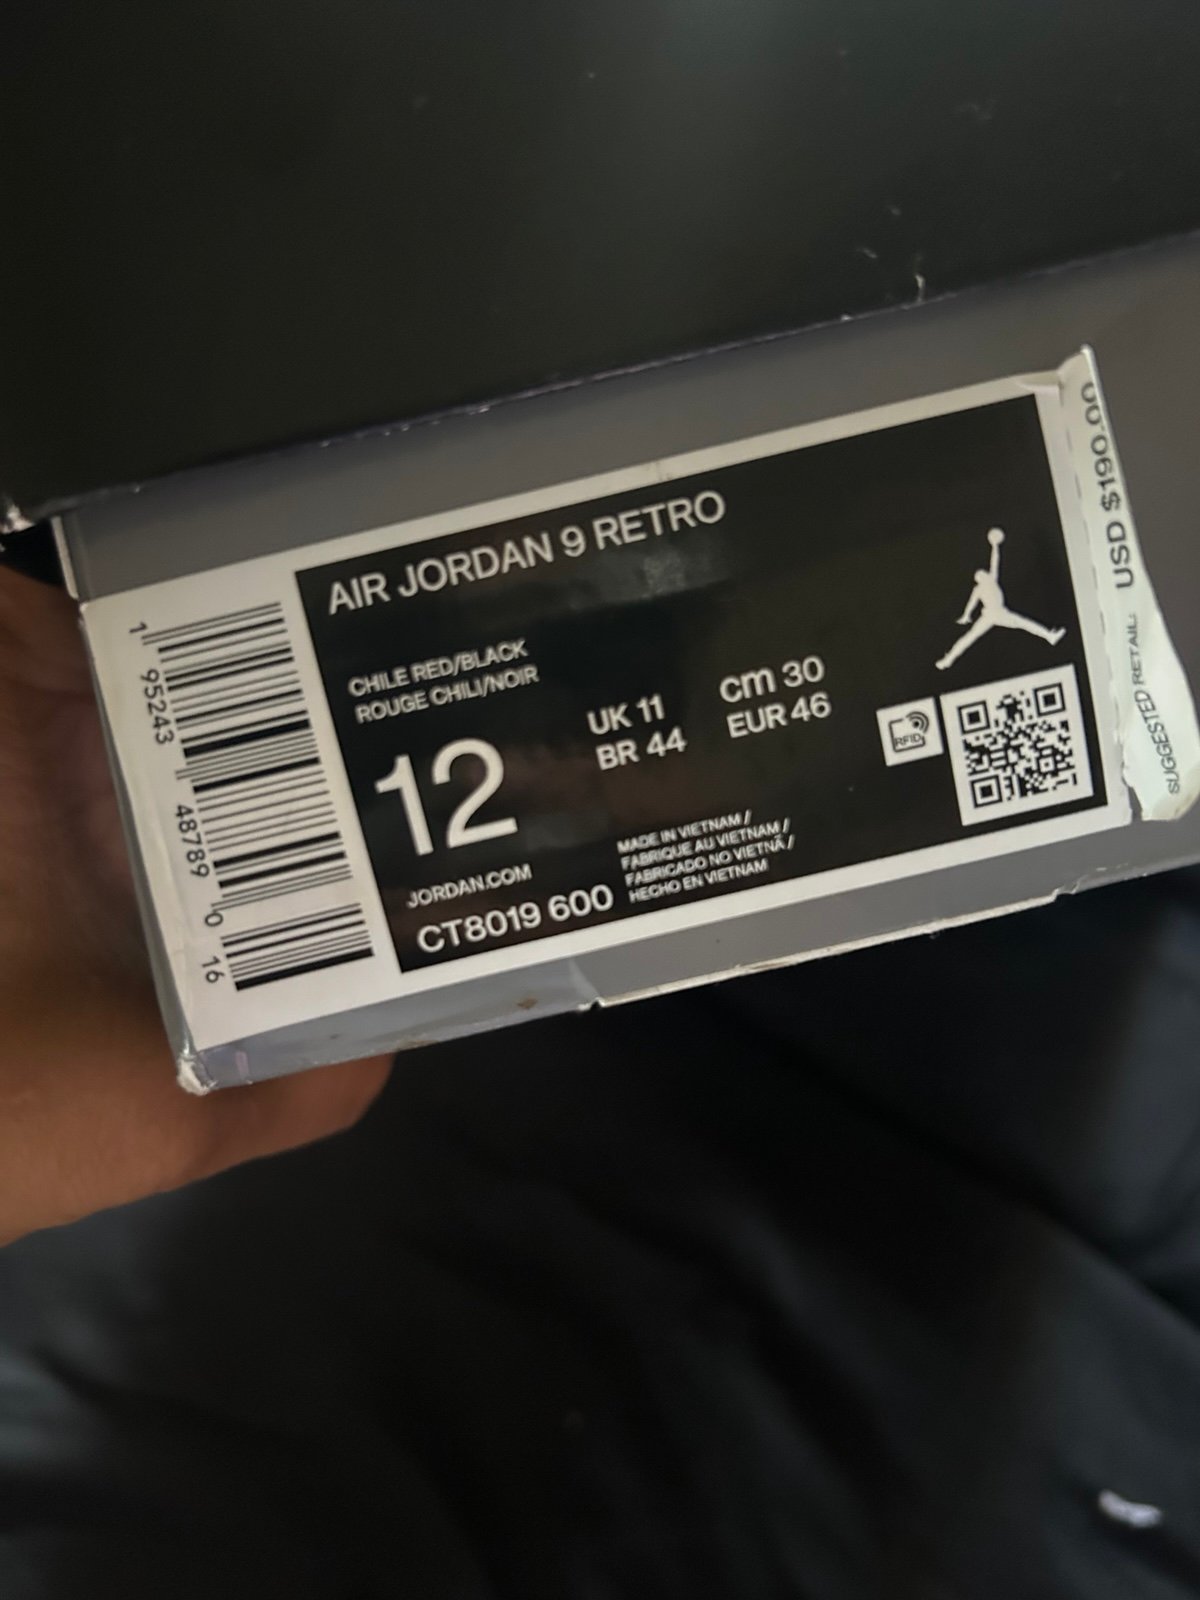 AIR JORDAN 9 RETRO
CHILE RED/BLACK
ROUGE CHILI/NOIR
12
UK 11
BR 44
cm 30
EUR 46
JORDAN.COM
CT8019 600
MADE IN VIETNAM /
FABRIQUE AU VIETNAM /
FABRICADO NO VIETNÃ /
HECHO EN VIETNAM
RFID
1 95243 48789 0 16
SUGGESTED RETAIL: USD $190.00